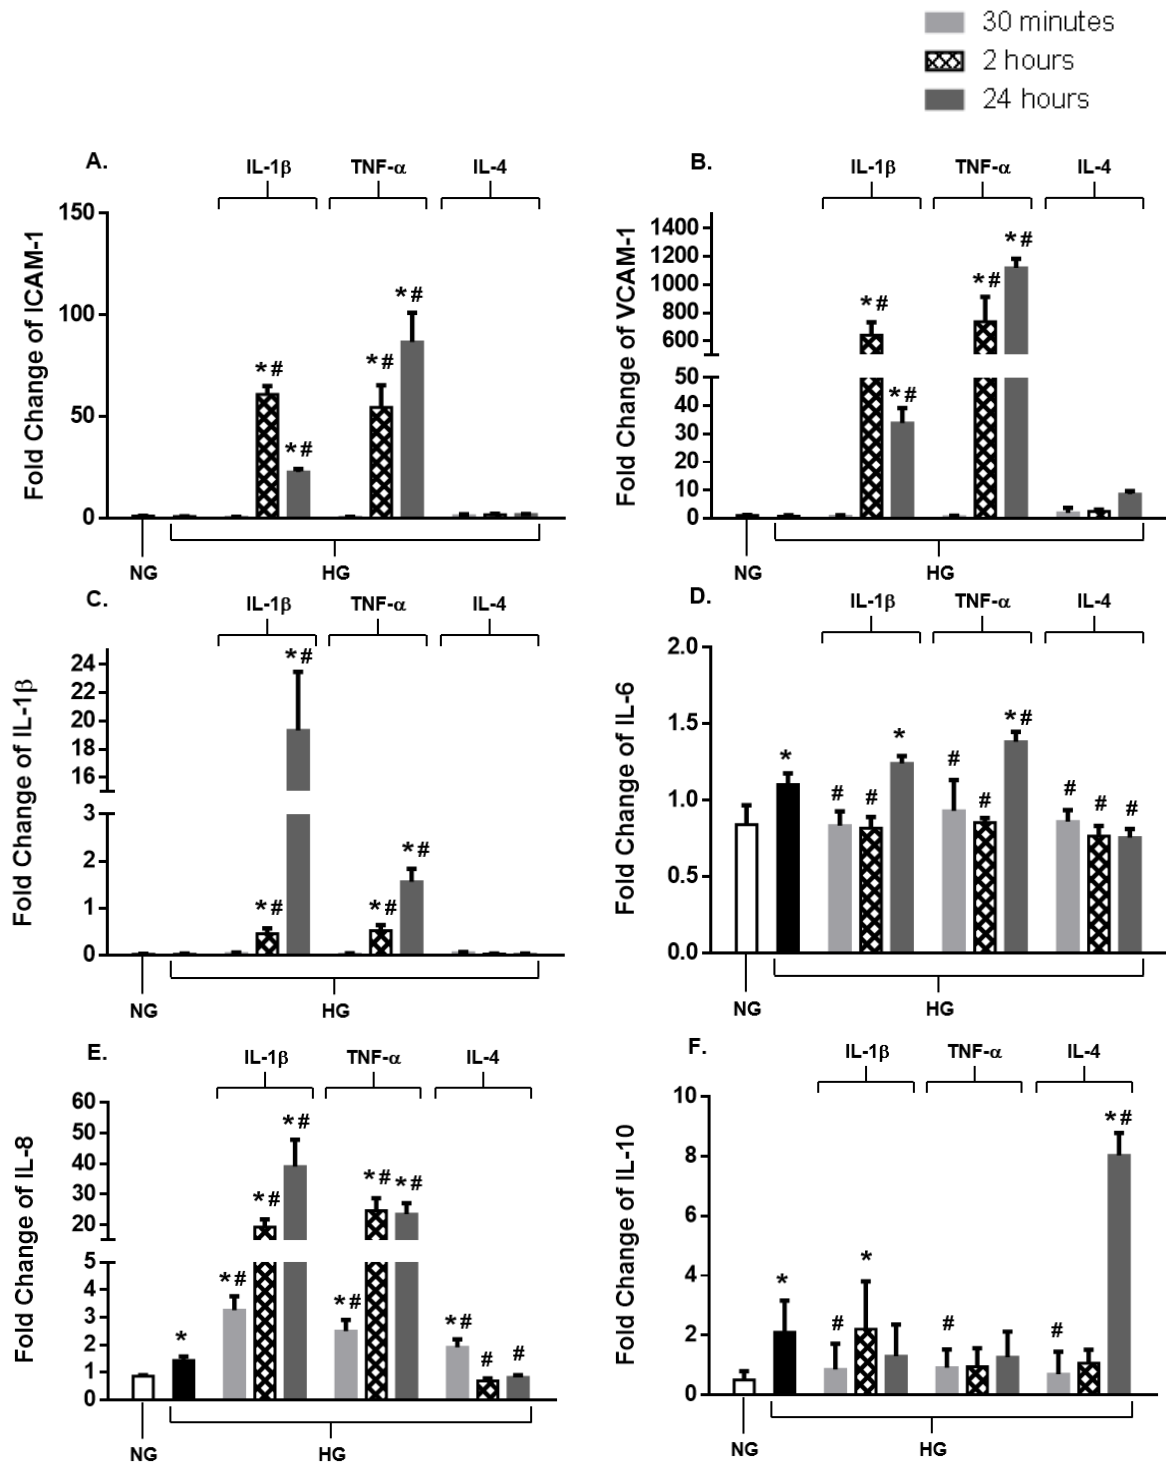 30 minutes
2 hours
24 hours
A.
IL-1β TNF-α IL-4
Fold Change of ICAM-1
150
100
50
0
*# *# *# *#
NG HG
B.
IL-1β TNF-α IL-4
Fold Change of VCAM-1
1400
1200
1000
800
600
50
40
30
20
10
0
*# *# *# *#
NG HG
C.
IL-1β TNF-α IL-4
Fold Change of IL-1β
24
22
20
18
16
3
2
1
0
*# *# *# *#
NG HG
D.
IL-1β TNF-α IL-4
Fold Change of IL-6
2.0
1.5
1.0
0.5
0.0
* # # * # # *# # # #
NG HG
E.
IL-1β TNF-α IL-4
Fold Change of IL-8
60
50
40
30
20
5
4
3
2
1
0
* *# *# *# *# *# *# *# # #
NG HG
F.
IL-1β TNF-α IL-4
Fold Change of IL-10
10
8
6
4
2
0
* # * # # *#
NG HG